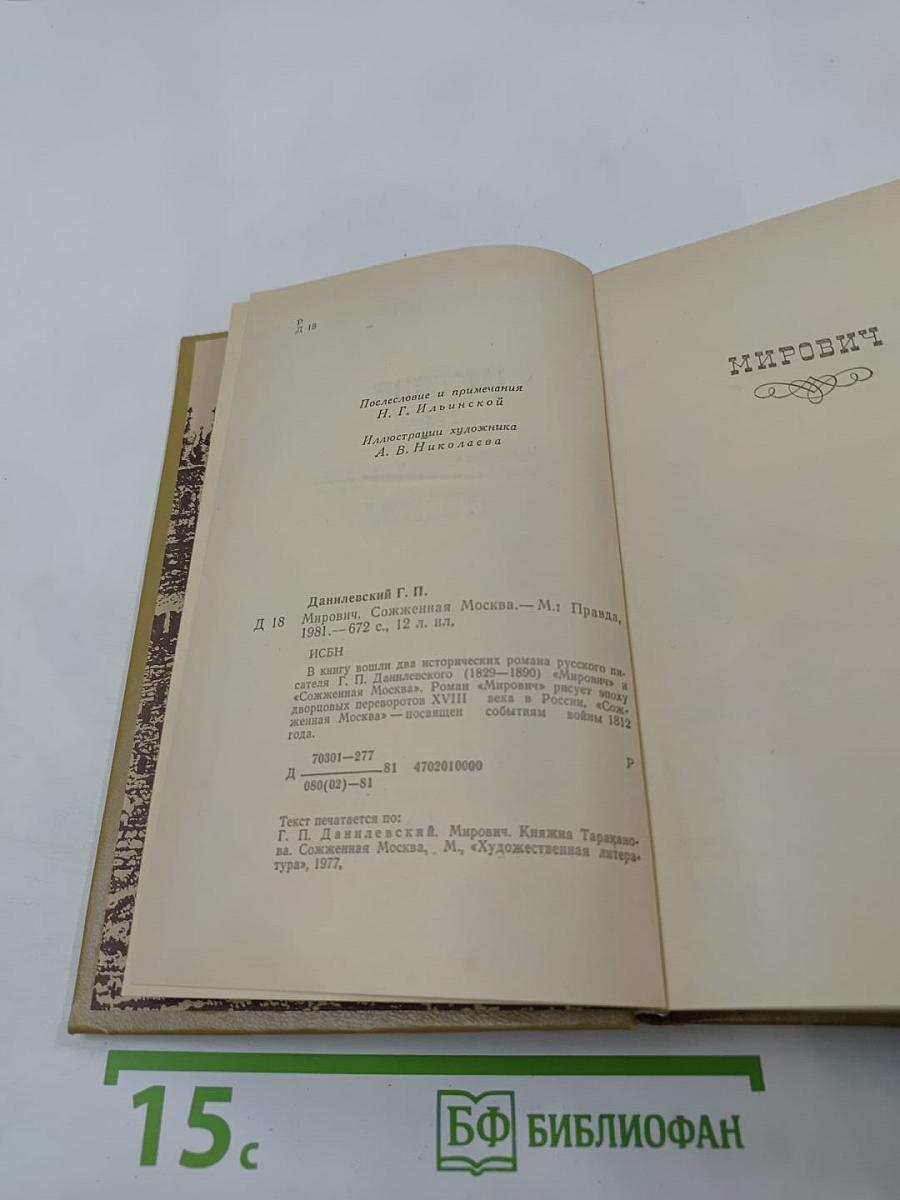 Р
Д 18
Послесловие и примечания
Н. Г. Ильинской
Иллюстрации художника
А. В. Николаева
Данилевский Г. П.
Д 18 Мирович. Сожженная Москва.— М.: Правда,
1981.— 672 с., 12 л. ил.
ИСБН
В книгу вошли два исторических романа русского пи-
сателя Г. П. Данилевского (1829—1890) «Мирович» и
«Сожженная Москва». Роман «Мирович» рисует эпоху
дворцовых переворотов XVIII века в России, «Сож-
женная Москва» — посвящен событиям войны 1812
года.
70301—277
Д 81 4702010000 Р
080(02)—81
Текст печатается по:
Г. П. Данилевский. Мирович. Княжна Таракано-
ва. Сожженная Москва, . М., «Художественная литера-
тура», 1977.
МИРОВИЧ
15 с
БФ БИБЛИОФАН